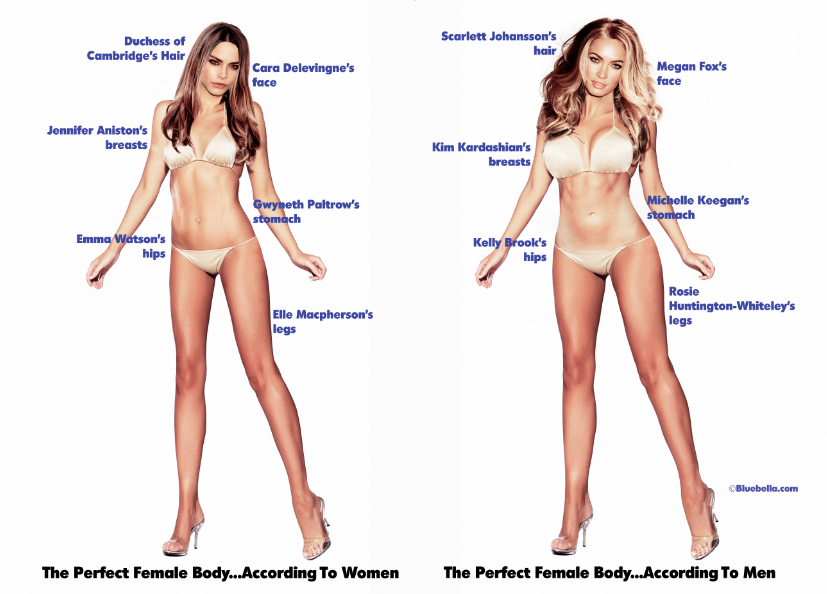 Duchess of
Cambridge's Hair
Cara Delevingne's
face
Jennifer Aniston's
breasts
Gwyneth Paltrow's
stomach
Emma Watson's
hips
Elle Macpherson's
legs
The Perfect Female Body...According To Women
Scarlett Johansson's
hair
Megan Fox's
face
Kim Kardashian's
breasts
Michelle Keegan's
stomach
Kelly Brook's
hips
Rosie
Huntington-Whiteley's
legs
©Bluebella.com
The Perfect Female Body...According To Men